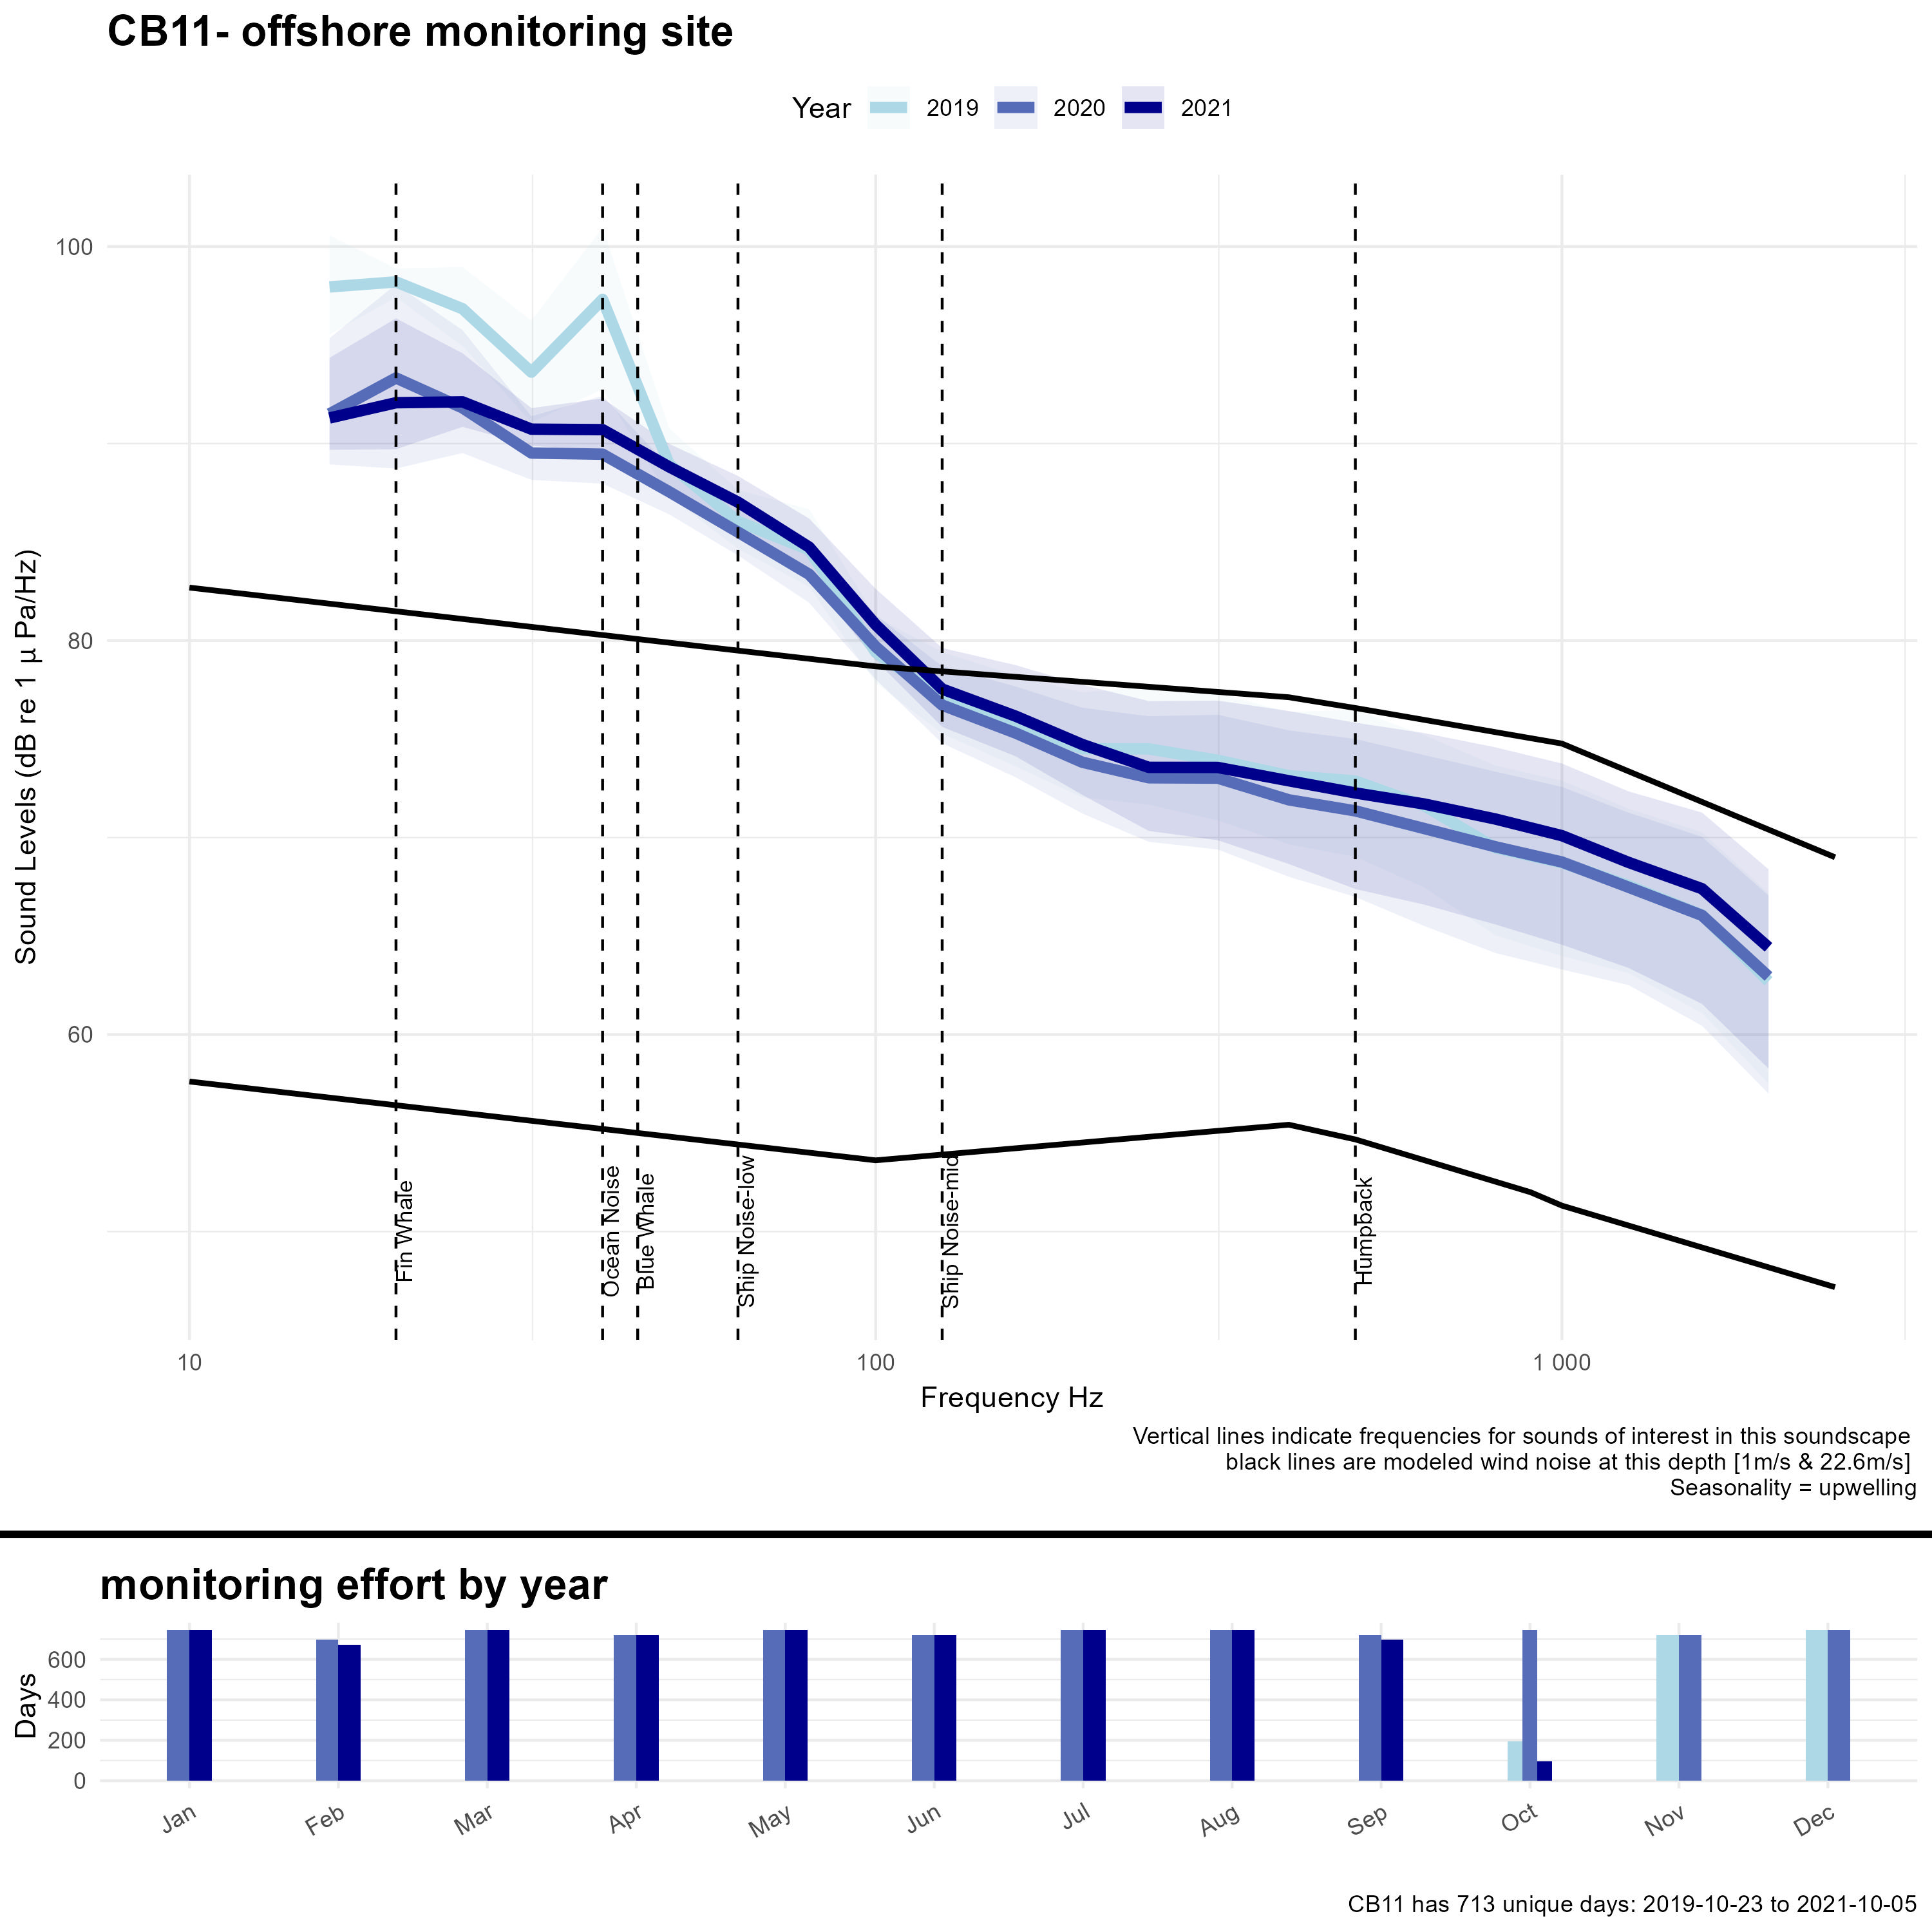 CB11- offshore monitoring site
Year 2019 2020 2021
100
80
60
Sound Levels (dB re 1 µ Pa/Hz)
Fin Whale
Ocean Noise
Blue Whale
Ship Noise-low
Ship Noise-mid
Humpback
10 100 1 000
Frequency Hz
Vertical lines indicate frequencies for sounds of interest in this soundscape
black lines are modeled wind noise at this depth [1m/s & 22.6m/s]
Seasonality = upwelling
monitoring effort by year
600
400
200
0
Days
Jan Feb Mar Apr May Jun Jul Aug Sep Oct Nov Dec
CB11 has 713 unique days: 2019-10-23 to 2021-10-05